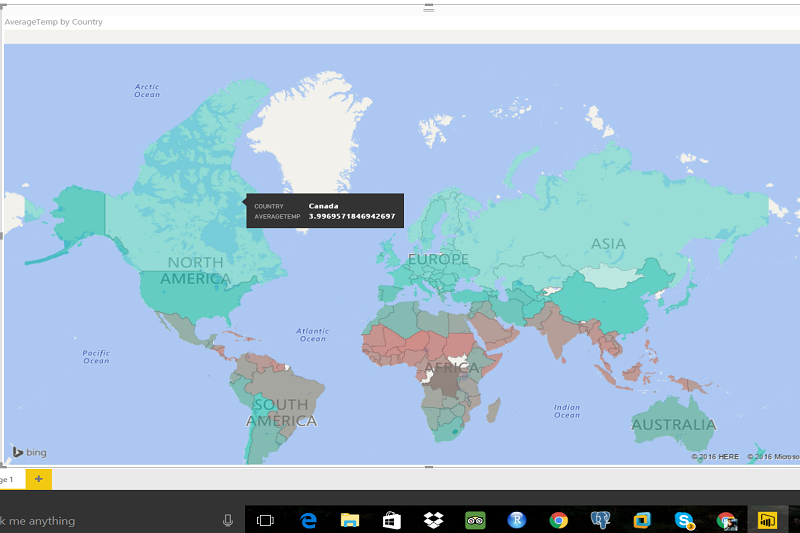 AverageTemp by Country
Arctic
Ocean
COUNTRY Canada
AVERAGETEMP 3.9969571846942697
NORTH
AMERICA
EUROPE
ASIA
Atlantic
Ocean
Pacific
Ocean
AFRICA
SOUTH
AMERICA
Indian
Ocean
AUSTRALIA
bing
© 2016 HERE © 2016 Microso
ge 1 +
k me anything
R
3